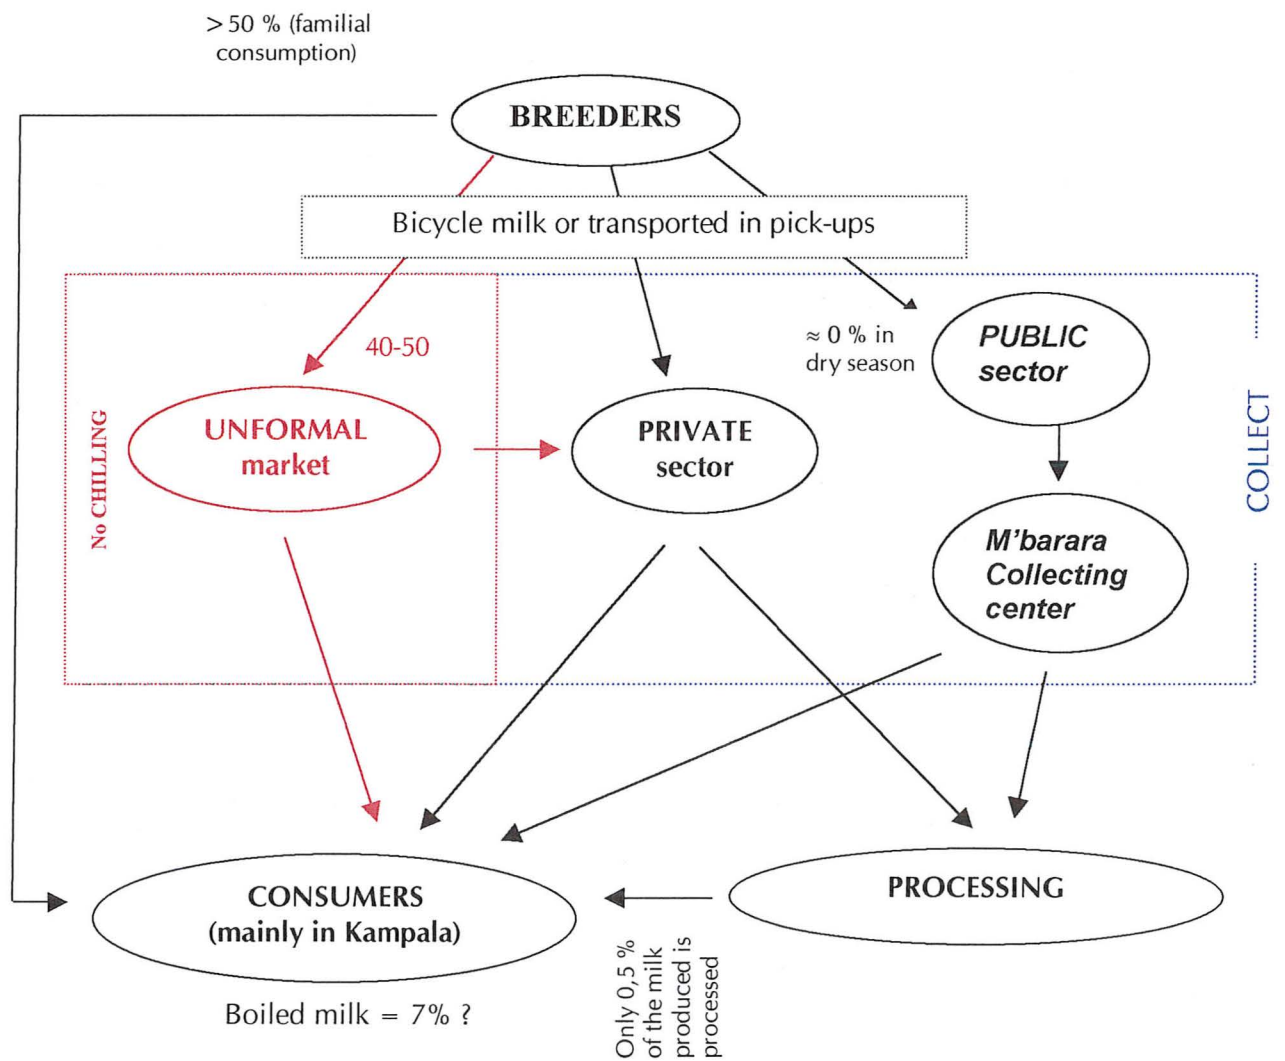 > 50 % (familial
consumption)
BREEDERS
Bicycle milk or transported in pick-ups
40-50
≈ 0 % in
dry season
PUBLIC
sector
No CHILLING
UNFORMAL
market
PRIVATE
sector
COLLECT
M'barara
Collecting
center
CONSUMERS
(mainly in Kampala)
PROCESSING
Only 0,5 %
of the milk
produced is
processed
Boiled milk = 7% ?